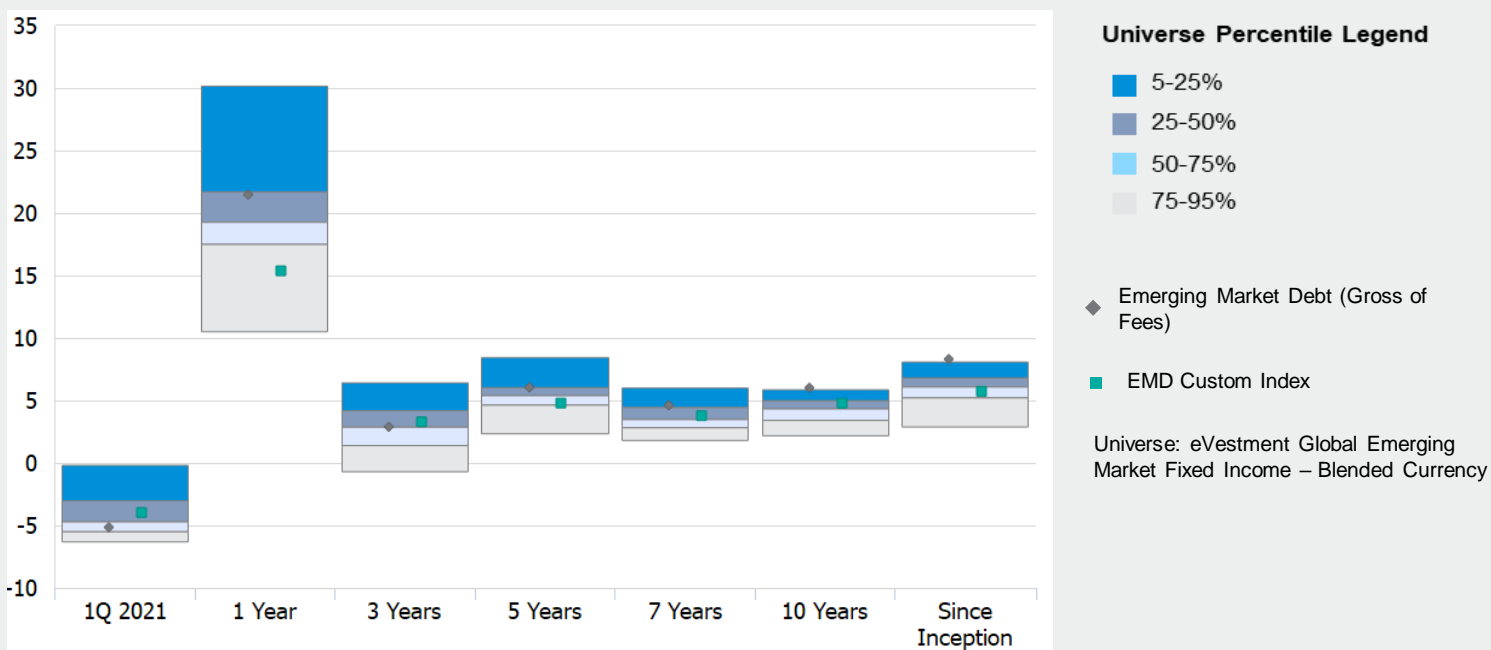 35
30
25
20
15
10
5
0
-5
-10
1Q 2021
1 Year
3 Years
5 Years
7 Years
10 Years
Since
Inception
Universe Percentile Legend
5-25%
25-50%
50-75%
75-95%
Emerging Market Debt (Gross of
Fees)
EMD Custom Index
Universe: eVestment Global Emerging
Market Fixed Income – Blended Currency